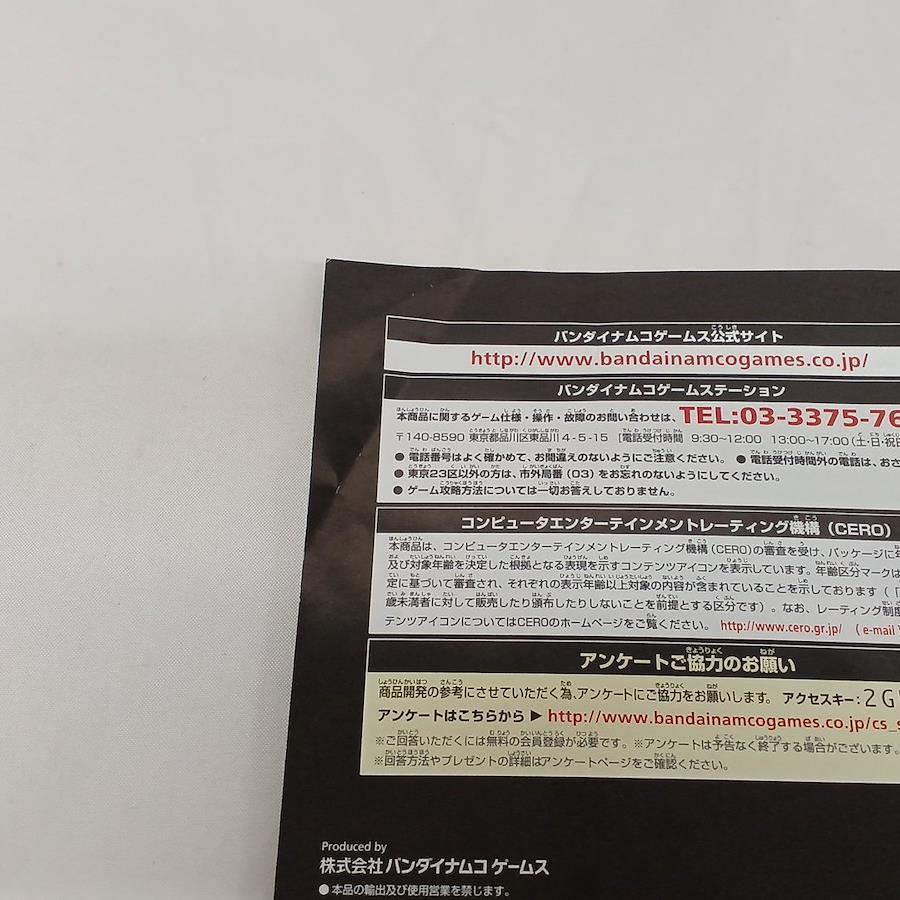 バンダイナムコゲームス公式サイト
http://www.bandainamcogames.co.jp/
バンダイナムコゲームステーション
本商品に関するゲーム仕様・操作・故障のお問い合わせは、TEL:03-3375-76
〒140-8590 東京都品川区東品川4-5-15 [電話受付時間 9:30~12:00 13:00~17:00(土・日・祝日
● 電話番号はよく確かめて、お間違えのないようにご注意ください。 ● 電話受付時間外の電話は、おさ
● 東京23区以外の方は、市外局番(03)をお忘れのないようにしてください。
● ゲーム攻略方法については一切お答えしておりません。
コンピュータエンターテインメントレーティング機構(CERO)
本商品は、コンピュータエンターテインメントレーティング機構(CERO)の審査を受け、パッケージに年
及び対象年齢を決定した根拠となる表現を示すコンテンツアイコンを表示しています。年齢区分マークは
定に基づいて審査され、それぞれの表示年齢以上対象の内容が含まれていることを示しております(「
歳未満者に対して販売したり頒布したりしないことを前提とする区分です)。なお、レーティング制度
テンツアイコンについてはCEROのホームページをご覧ください。 http://www.cero.gr.jp/ (e-mail
アンケートご協力のお願い
商品開発の参考にさせていただく為、アンケートにご協力をお願いします。 アクセスキー:2G
アンケートはこちらから ▶ http://www.bandainamcogames.co.jp/cs_s
※ご回答いただくには無料の会員登録が必要です。※アンケートは予告なく終了する場合がございます。
※回答方法やプレゼントの詳細はアンケートページをご確認ください。
Produced by
株式会社 バンダイナムコ ゲームス
● 本品の輸出及び使用営業を禁じます。